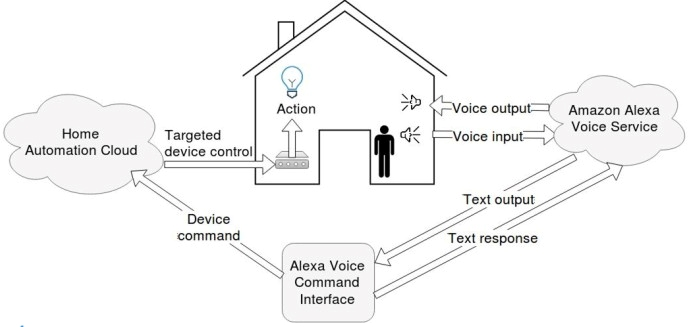 Home
Automation Cloud
Targeted
device control
Action
Voice output
Voice input
Amazon Alexa
Voice Service
Device
command
Text output
Text response
Alexa Voice
Command
Interface